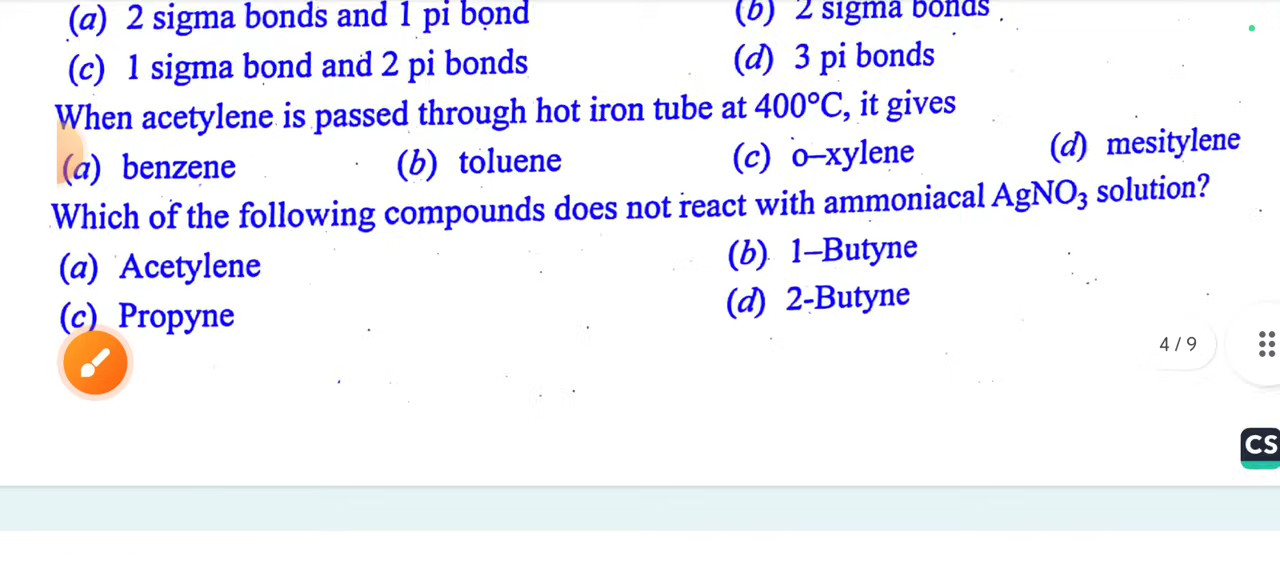 (a) 2 sigma bonds and 1 pi bond (b) 2 sigma bonds
(c) 1 sigma bond and 2 pi bonds (d) 3 pi bonds
When acetylene is passed through hot iron tube at 400°C, it gives
(a) benzene (b) toluene (c) o–xylene (d) mesitylene
Which of the following compounds does not react with ammoniacal AgNO₃ solution?
(a) Acetylene (b) 1–Butyne
(c) Propyne (d) 2-Butyne
4 / 9
CS